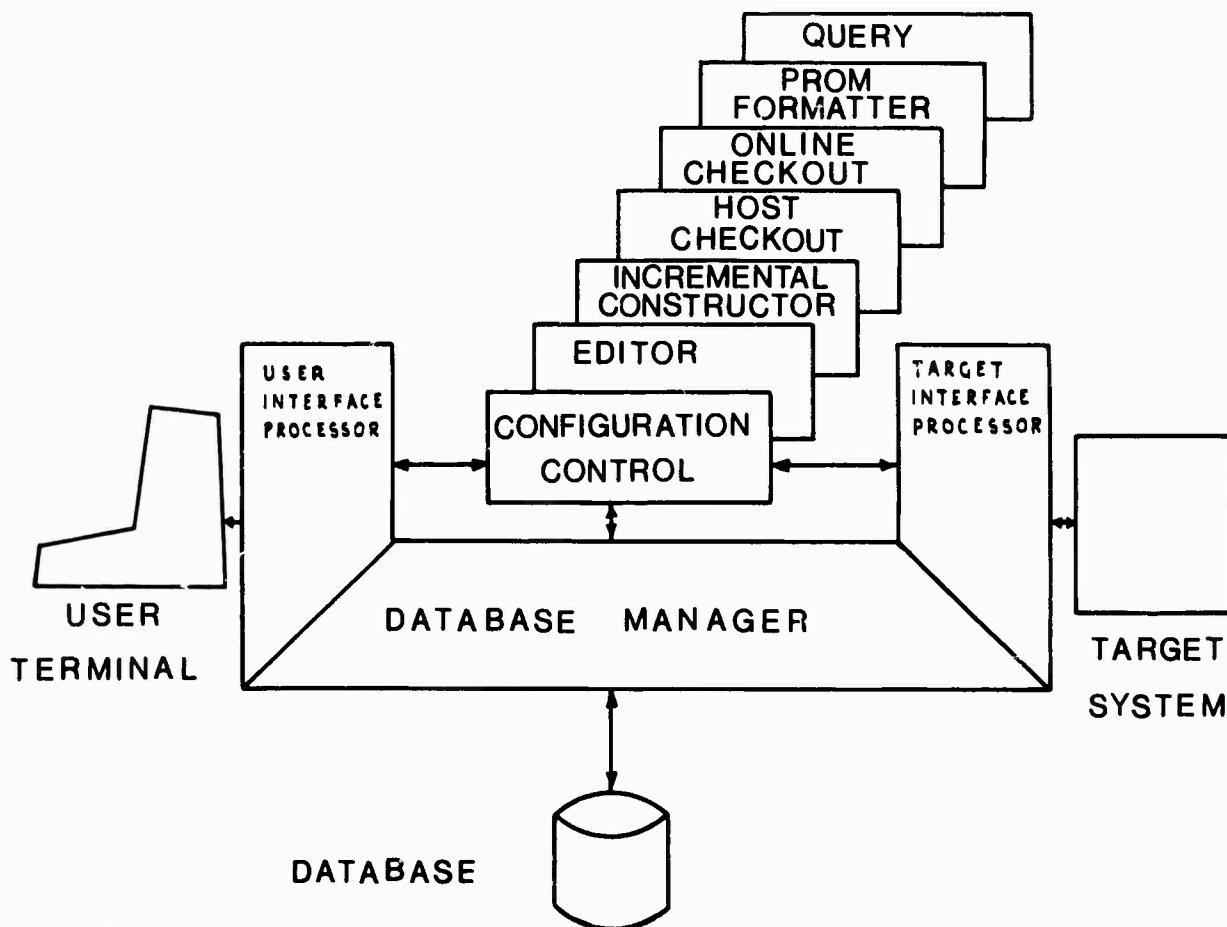 QUERY
PROM
FORMATTER
ONLINE
CHECKOUT
HOST
CHECKOUT
INCREMENTAL
CONSTRUCTOR
EDITOR
CONFIGURATION
CONTROL
USER
INTERFACE
PROCESSOR
TARGET
INTERFACE
PROCESSOR
USER
TERMINAL
DATABASE MANAGER
TARGET
SYSTEM
DATABASE